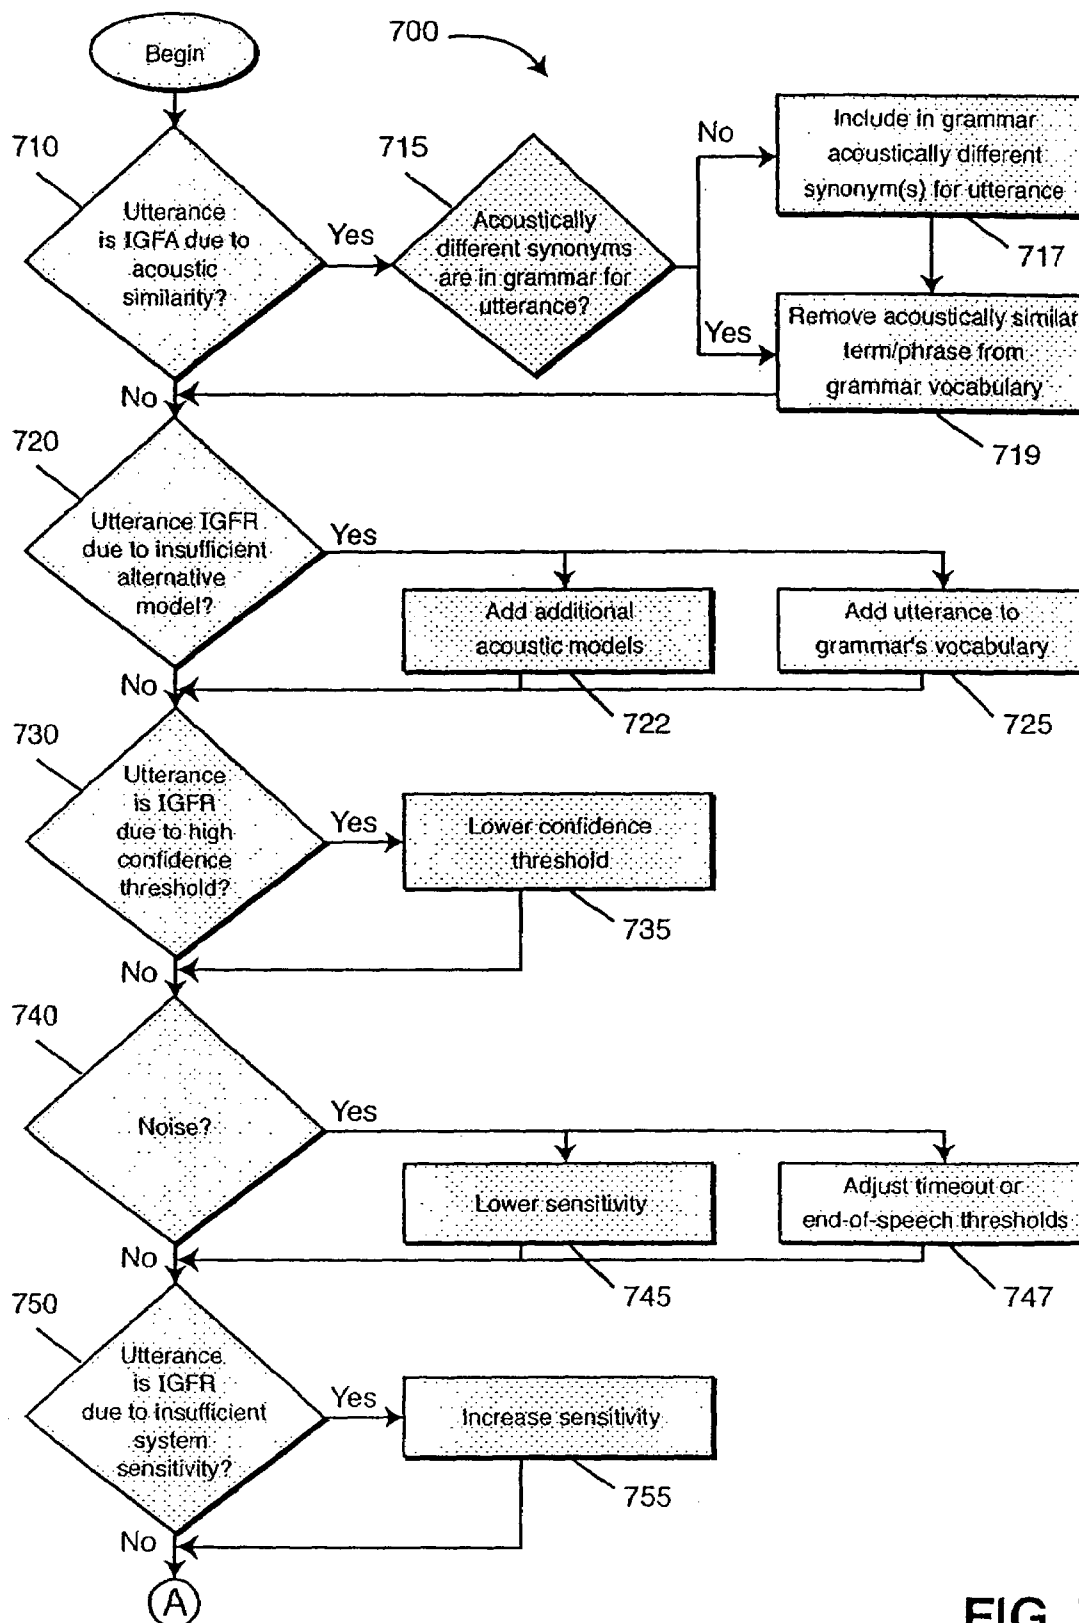 Begin
700
710
Utterance
is IGFA due to
acoustic
similarity?
Yes
715
Acoustically
different synonyms
are in grammar for
utterance?
No
Include in grammar
acoustically different
synonym(s) for utterance
717
Yes
Remove acoustically similar
term/phrase from
grammar vocabulary
719
No
720
Utterance IGFR
due to insufficient
alternative
model?
Yes
Add additional
acoustic models
722
Add utterance to
grammar's vocabulary
725
No
730
Utterance
is IGFR
due to high
confidence
threshold?
Yes
Lower confidence
threshold
735
No
740
Noise?
Yes
Lower sensitivity
745
Adjust timeout or
end-of-speech thresholds
747
No
750
Utterance
is IGFR
due to insufficient
system
sensitivity?
Yes
Increase sensitivity
755
No
A
FIG.